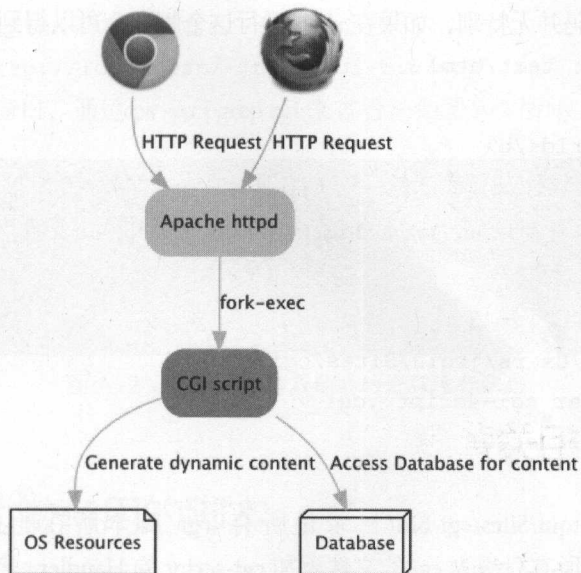 HTTP Request HTTP Request
Apache httpd
fork-exec
CGI script
Generate dynamic content Access Database for content
OS Resources Database